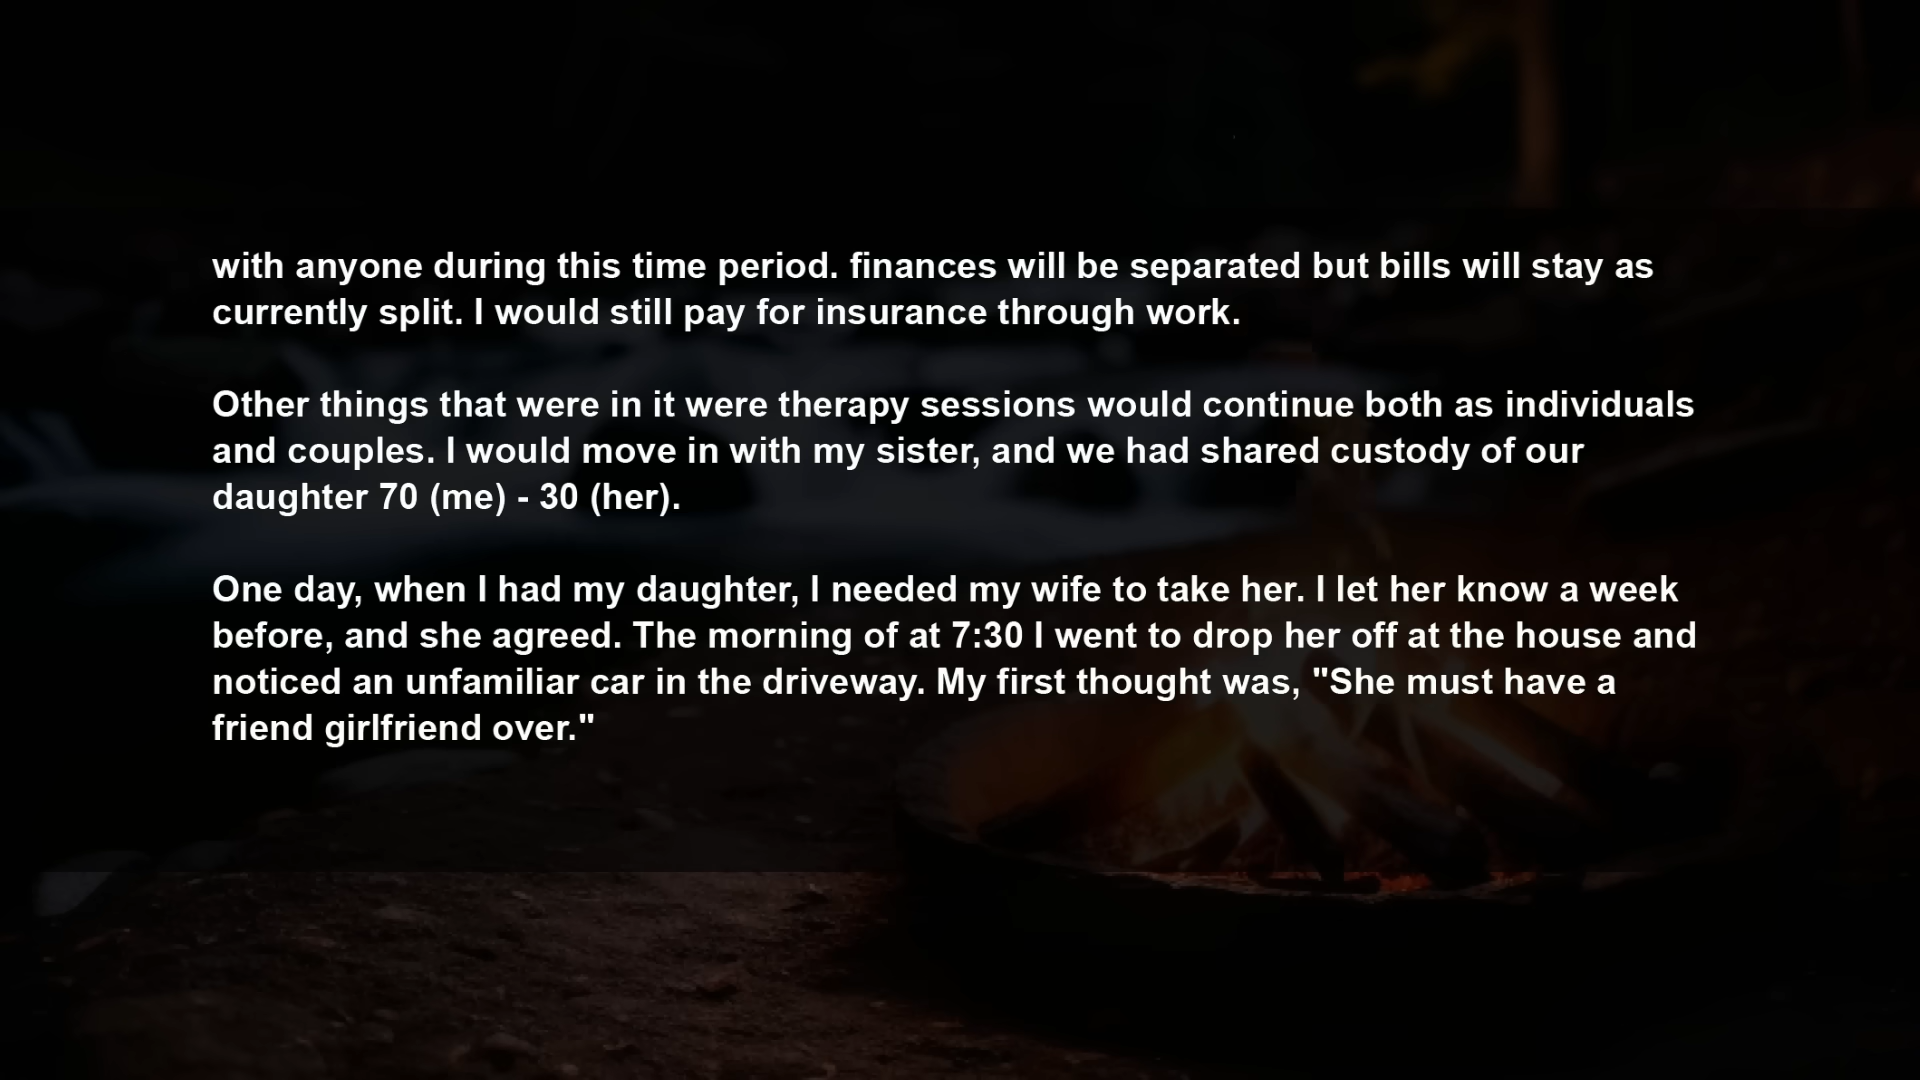 with anyone during this time period. finances will be separated but bills will stay as
currently split. I would still pay for insurance through work.
Other things that were in it were therapy sessions would continue both as individuals
and couples. I would move in with my sister, and we had shared custody of our
daughter 70 (me) - 30 (her).
One day, when I had my daughter, I needed my wife to take her. I let her know a week
before, and she agreed. The morning of at 7:30 I went to drop her off at the house and
noticed an unfamiliar car in the driveway. My first thought was, "She must have a
friend girlfriend over."